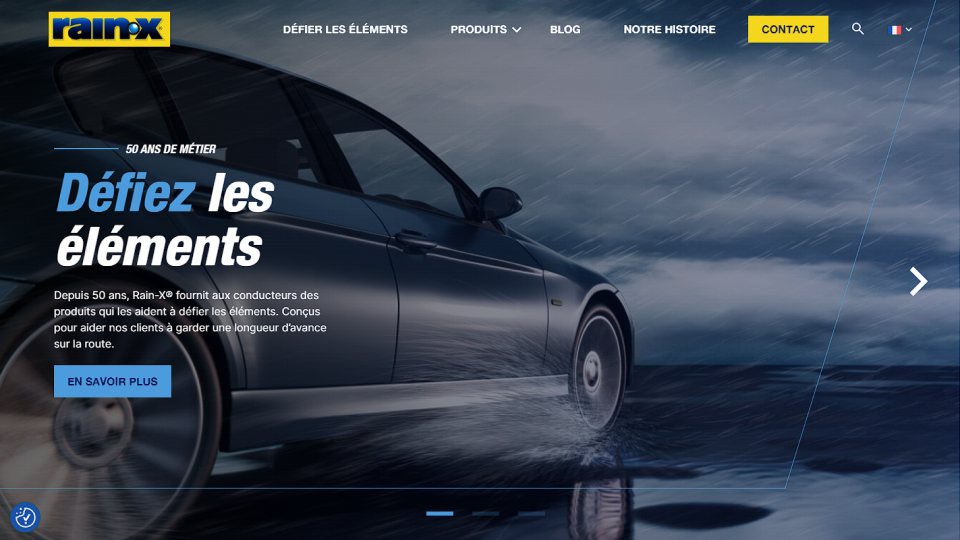 rain-x
DÉFIER LES ÉLÉMENTS
PRODUITS
BLOG
NOTRE HISTOIRE
CONTACT
50 ANS DE MÉTIER
Défiez les
éléments
Depuis 50 ans, Rain-X® fournit aux conducteurs des
produits qui les aident à défier les éléments. Conçus
pour aider nos clients à garder une longueur d’avance
sur la route.
EN SAVOIR PLUS